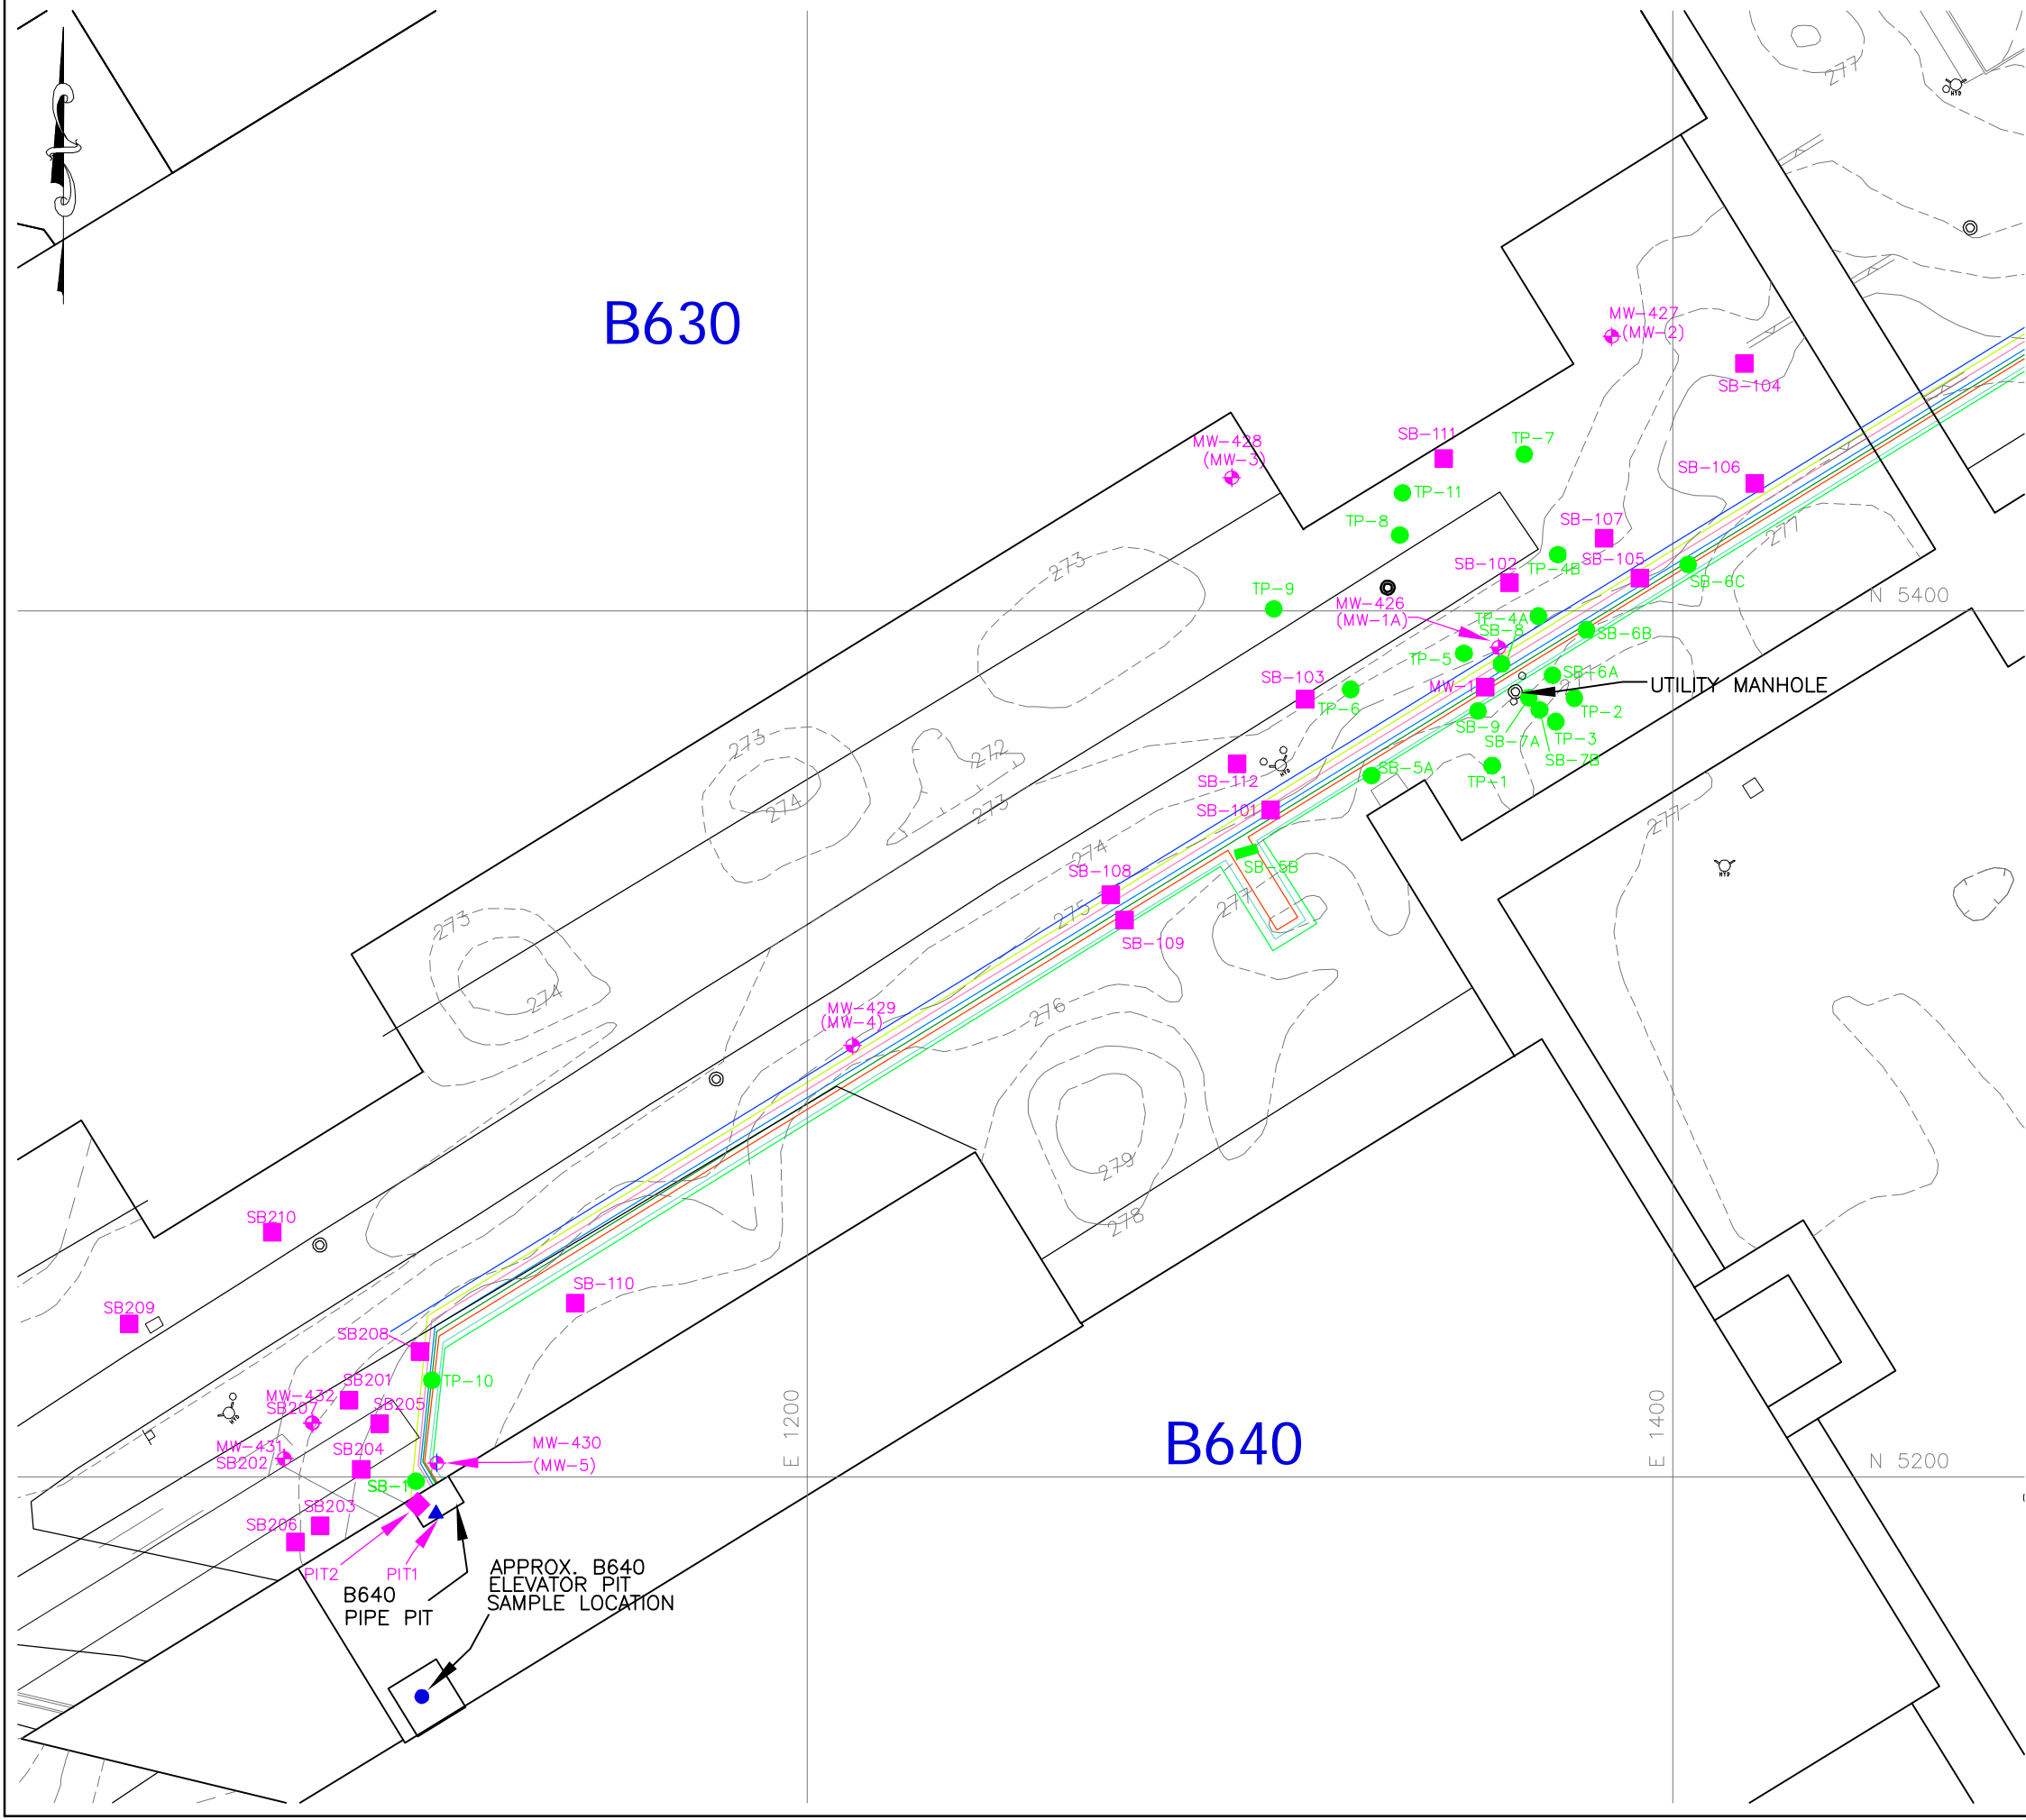 277
HYD
B630
MW-427
(MW-2)
SB-104
MW-428
(MW-3)
SB-111
TP-7
SB-106
TP-11
TP-8
SB-107
277
273
SB-102
TP-4B
SB-105
SB-6C
TP-9
MW-426
(MW-1A)
N 5400
TP-4A
SB-8
SB-6B
TP-5
SB-6A
SB-103
TP-6
MW-1
277
UTILITY MANHOLE
SB-9
TP-2
SB-7A
TP-3
SB-7B
273
272
HYD
SB-112
SB-5A
TP-1
274
273
SB-101
277
274
SB-5B
HYD
SB-108
277
275
273
SB-109
274
276
MW-429
(MW-4)
279
278
SB210
SB-110
SB209
SB208
TP-10
SB201
MW-432
SB207
SB205
HYD
E 1200
E 1400
B640
MW-431
SB202
SB204
MW-430
(MW-5)
N 5200
SB-1
SB203
SB206
PIT2
PIT1
B640
PIPE PIT
APPROX. B640
ELEVATOR PIT
SAMPLE LOCATION